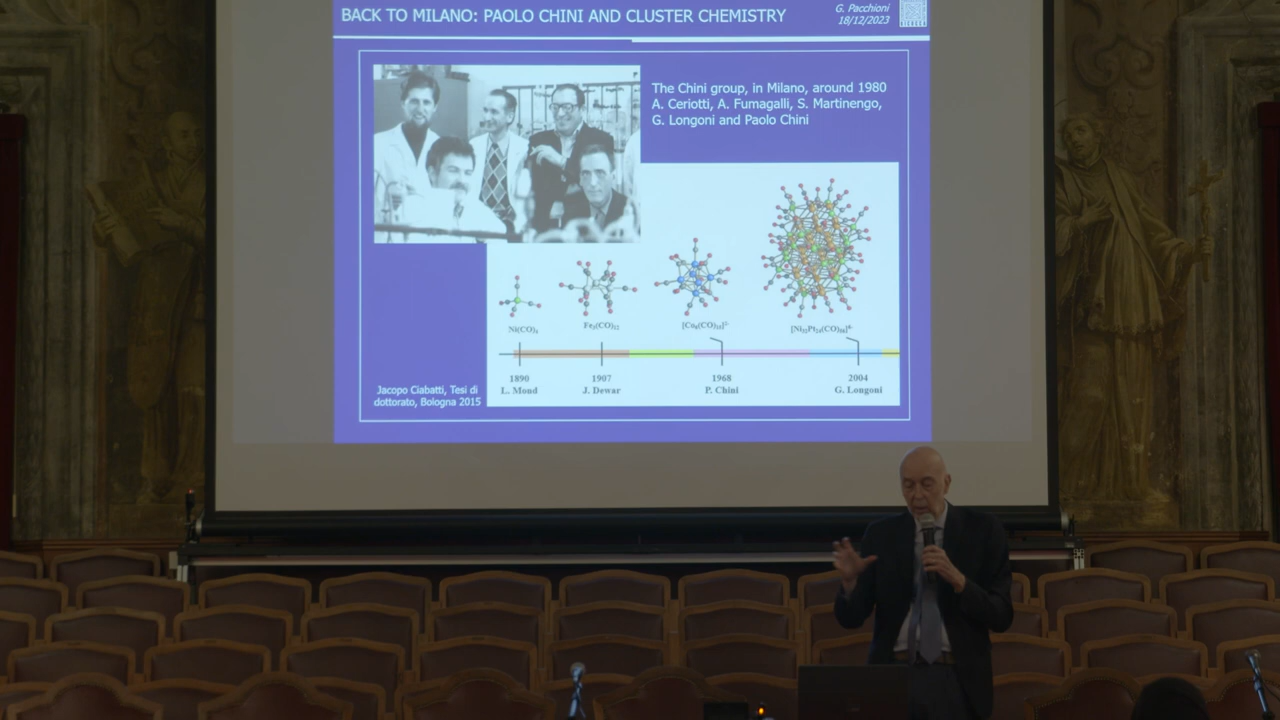 BACK TO MILANO: PAOLO CHINI AND CLUSTER CHEMISTRY
G. Pacchioni
18/12/2023
The Chini group, in Milano, around 1980
A. Ceriotti, A. Fumagalli, S. Martinengo,
G. Longoni and Paolo Chini
Ni(CO)₄
Fe₃(CO)₁₂
1890
L. Mond
1907
J. Dewar
1968
P. Chini
2004
G. Longoni
Jacopo Ciabatti, Tesi di
dottorato, Bologna 2015